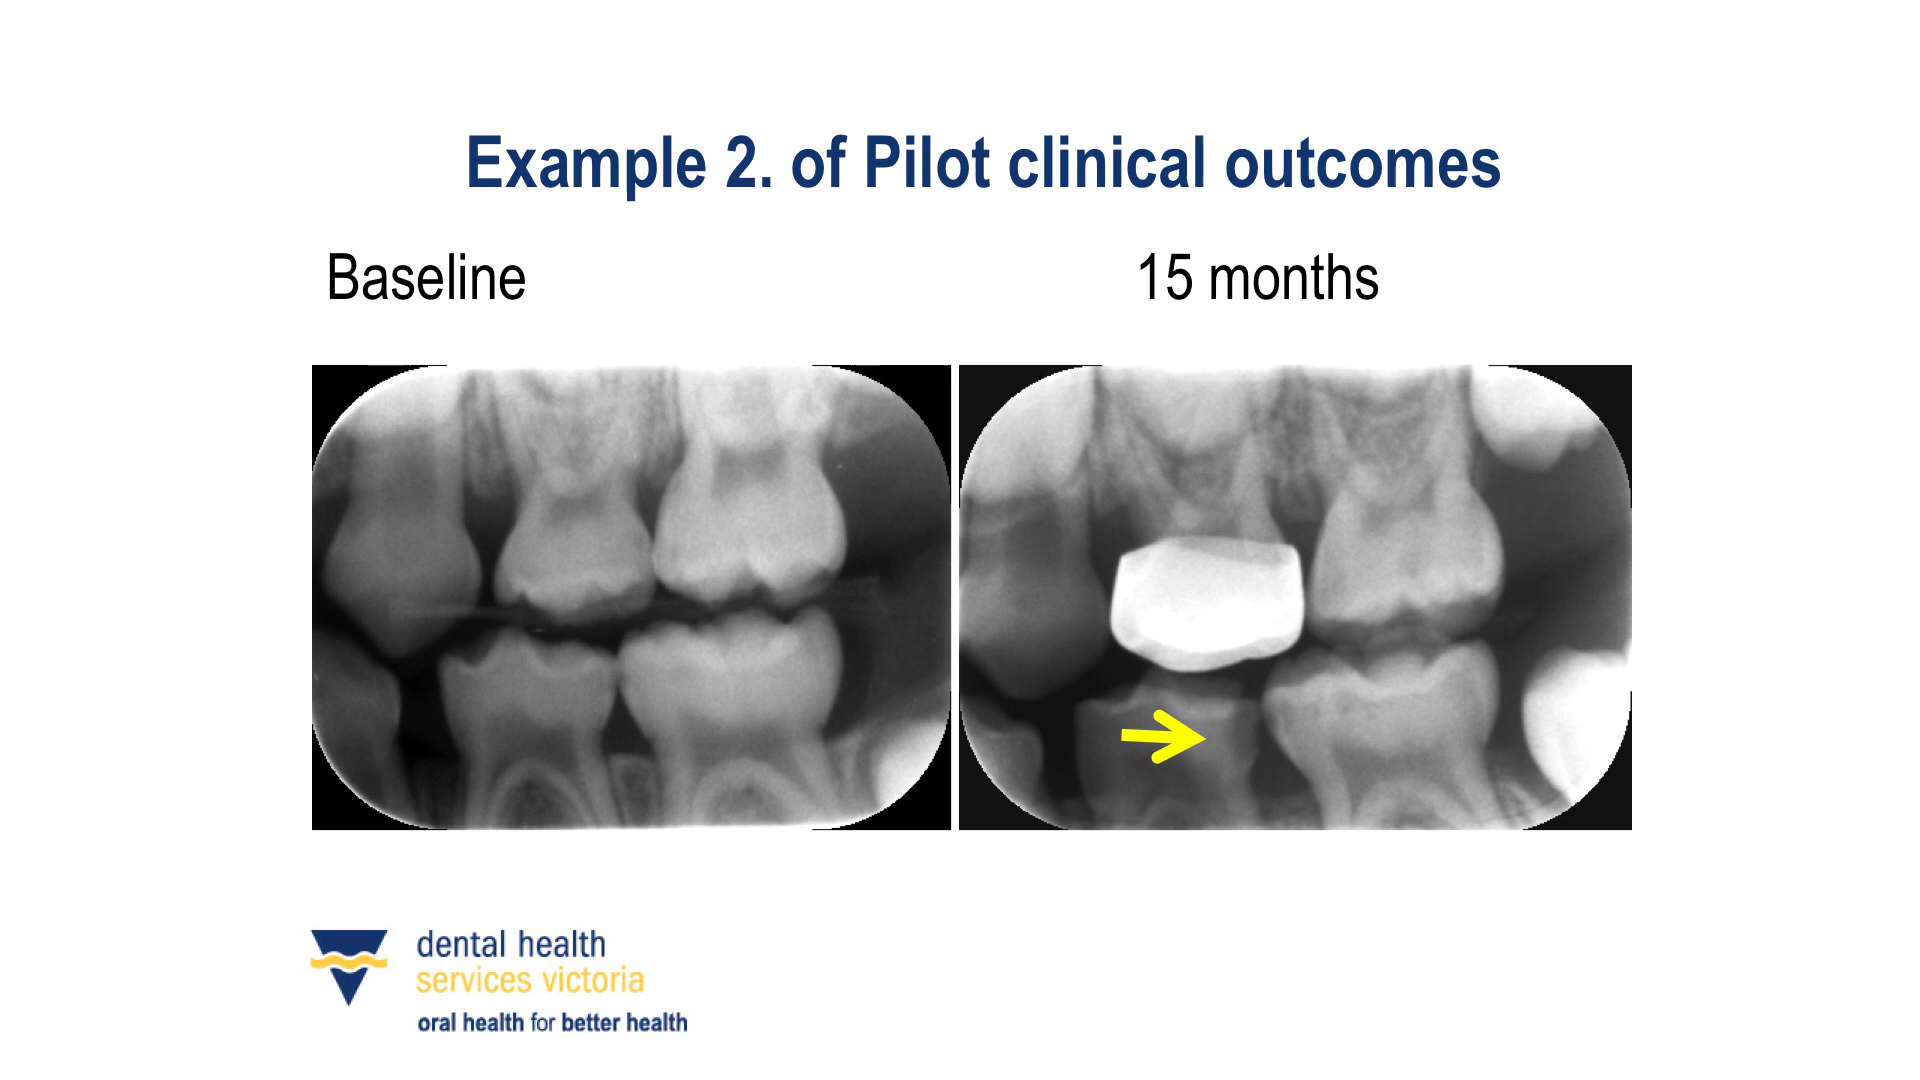 Example 2. of Pilot clinical outcomes
Baseline
15 months
dental health
services victoria
oral health for better health